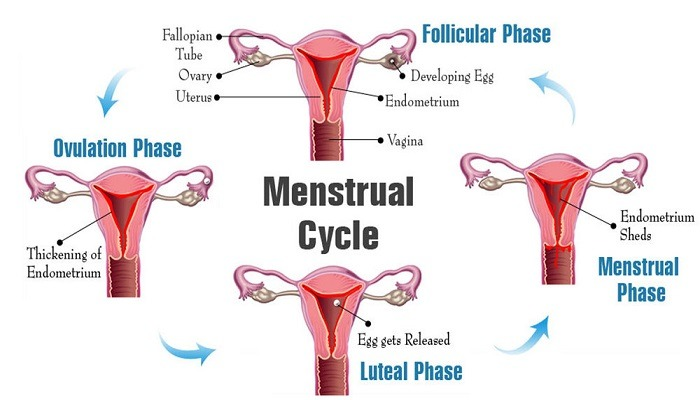 Follicular Phase
Fallopian
Tube
Ovary
Uterus
Developing Egg
Endometrium
Vagina
Ovulation Phase
Thickening of
Endometrium
Menstrual
Cycle
Endometrium
Sheds
Menstrual
Phase
Egg gets Released
Luteal Phase